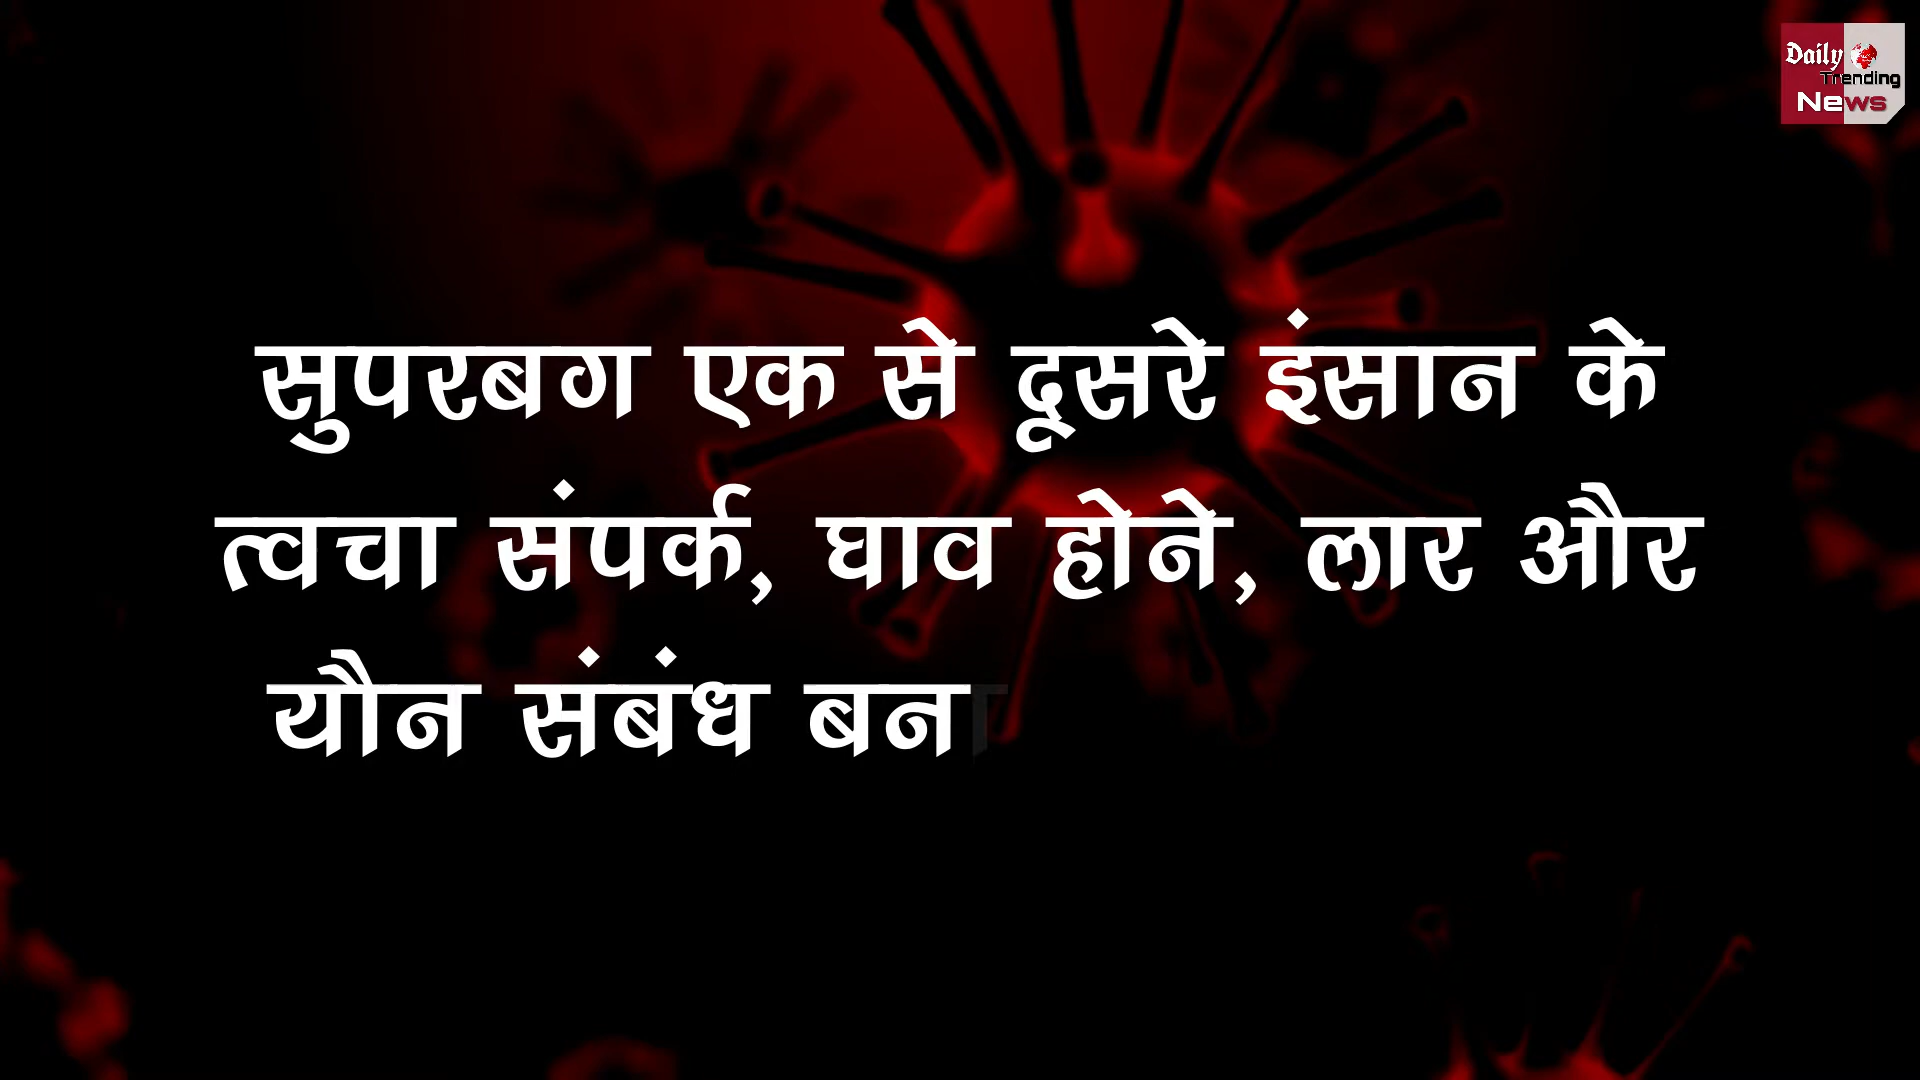 Daily
Trending
News
सुपरबग एक से दूसरे इंसान के
त्वचा संपर्क, घाव होने, लार और
यौन संबंध बना